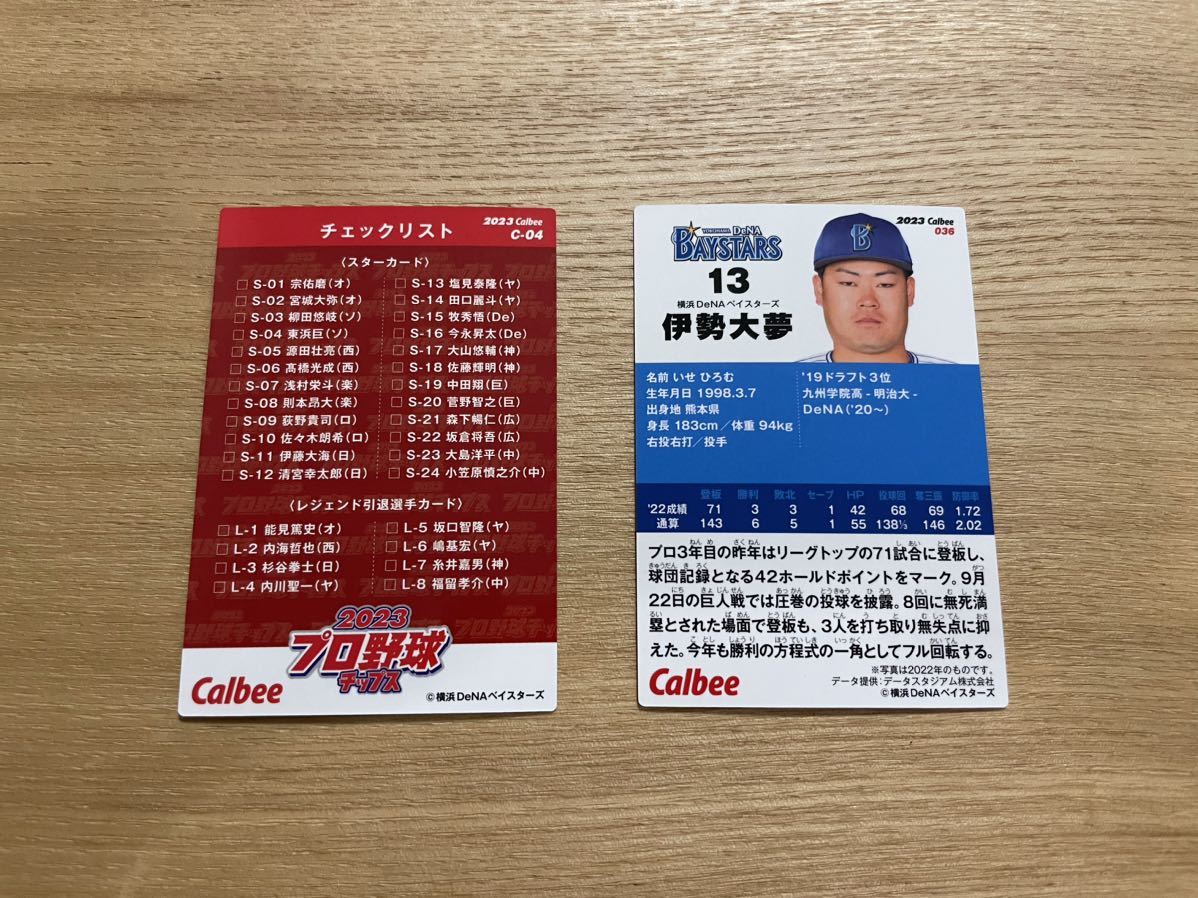 チェックリスト
2023 Calbee
C-04
〈スターカード〉
□ S-01 宗佑磨(オ)
□ S-02 宮城大弥(オ)
□ S-03 柳田悠岐(ソ)
□ S-04 東浜巨(ソ)
□ S-05 源田壮亮(西)
□ S-06 髙橋光成(西)
□ S-07 浅村栄斗(楽)
□ S-08 則本昂大(楽)
□ S-09 荻野貴司(ロ)
□ S-10 佐々木朗希(ロ)
□ S-11 伊藤大海(日)
□ S-12 清宮幸太郎(日)
□ S-13 塩見泰隆(ヤ)
□ S-14 田口麗斗(ヤ)
□ S-15 牧秀悟(De)
□ S-16 今永昇太(De)
□ S-17 大山悠輔(神)
□ S-18 佐藤輝明(神)
□ S-19 中田翔(巨)
□ S-20 菅野智之(巨)
□ S-21 森下暢仁(広)
□ S-22 坂倉将吾(広)
□ S-23 大島洋平(中)
□ S-24 小笠原慎之介(中)
〈レジェンド引退選手カード〉
□ L-1 能見篤史(オ)
□ L-2 内海哲也(西)
□ L-3 杉谷拳士(日)
□ L-4 内川聖一(ヤ)
□ L-5 坂口智隆(ヤ)
□ L-6 嶋基宏(ヤ)
□ L-7 糸井嘉男(神)
□ L-8 福留孝介(中)
2023
プロ野球
チップス
Calbee
©横浜DeNAベイスターズ
YOKOHAMA DeNA
BAYSTARS
2023 Calbee
036
13
横浜DeNAベイスターズ
伊勢大夢
名前 いせ ひろむ
生年月日 1998.3.7
出身地 熊本県
身長 183cm/体重 94kg
右投右打/投手
'19ドラフト3位
九州学院高 - 明治大 -
DeNA('20〜)
登板 勝利 敗北 セーブ HP 投球回 奪三振 防御率
'22成績 71 3 3 1 42 68 69 1.72
通算 143 6 5 1 55 138⅓ 146 2.02
プロ3年目の昨年はリーグトップの71試合に登板し、
球団記録となる42ホールドポイントをマーク。9月
22日の巨人戦では圧巻の投球を披露。8回に無死満
塁とされた場面で登板も、3人を打ち取り無失点に抑
えた。今年も勝利の方程式の一角としてフル回転する。
※写真は2022年のものです。
データ提供:データスタジアム株式会社
Calbee
©横浜DeNAベイスターズ